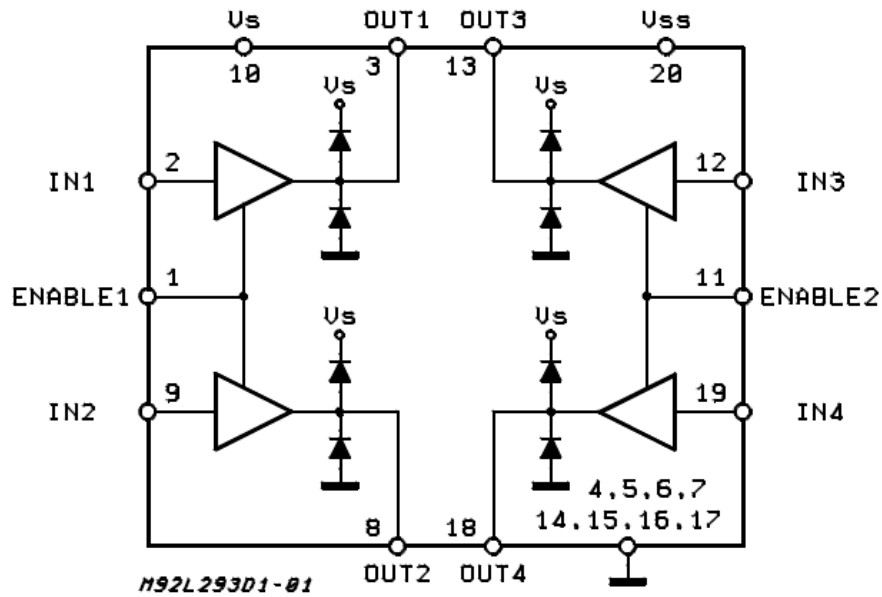 Vs OUT1 OUT3 Vss
10 3 13 20
Vs Vs
IN1 2 12 IN3
ENABLE1 1 11 ENABLE2
Vs Vs
IN2 9 19 IN4
4,5,6,7
8 18 14,15,16,17
OUT2 OUT4
M92L293D1-01